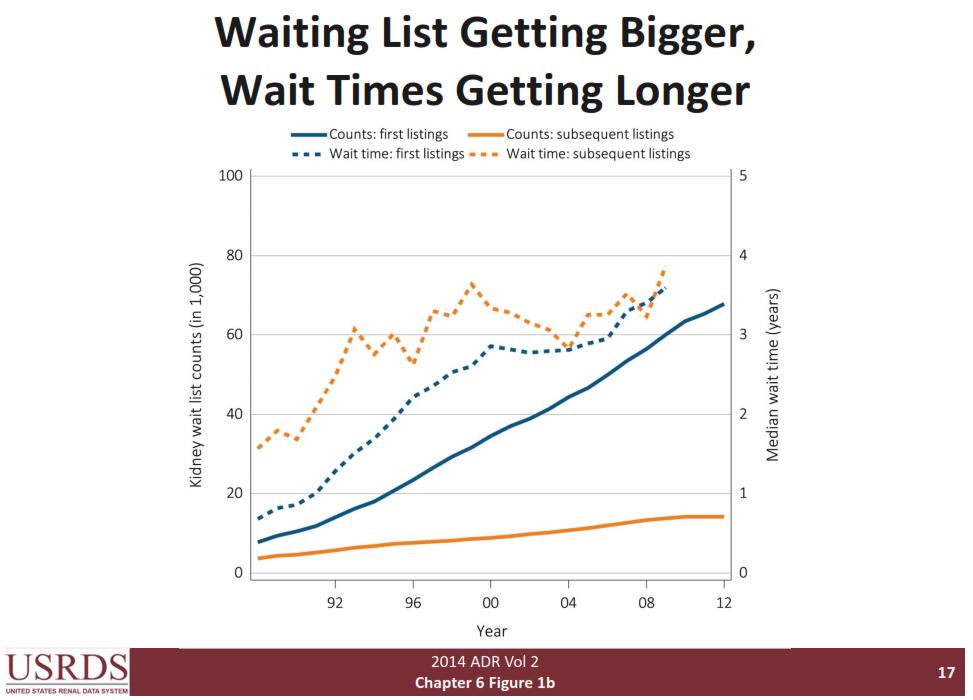 Waiting List Getting Bigger,
Wait Times Getting Longer
Counts: first listings Counts: subsequent listings
Wait time: first listings Wait time: subsequent listings
100 5
80 4
60 3
40 2
20 1
0 0
Kidney wait list counts (in 1,000)
Median wait time (years)
92 96 00 04 08 12
Year
USRDS
UNITED STATES RENAL DATA SYSTEM
2014 ADR Vol 2
Chapter 6 Figure 1b
17